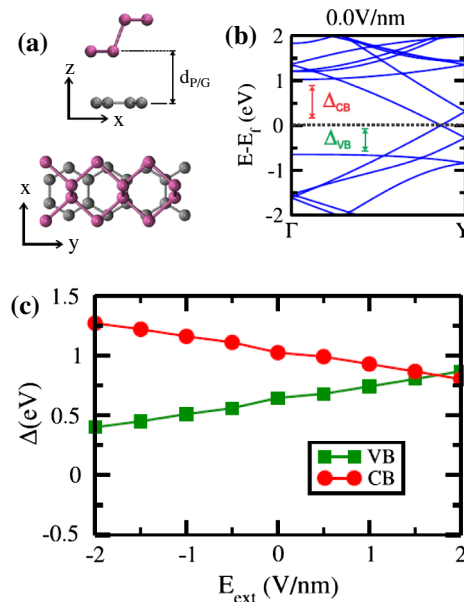 (a)
z
x
d_P/G
x
y
(b)
0.0V/nm
E-E_f (eV)
2
1
0
-1
-2
Δ_CB
Δ_VB
Γ
Y
(c)
Δ(eV)
1.5
1
0.5
0
-0.5
VB
CB
-2
-1
0
1
2
E_ext (V/nm)